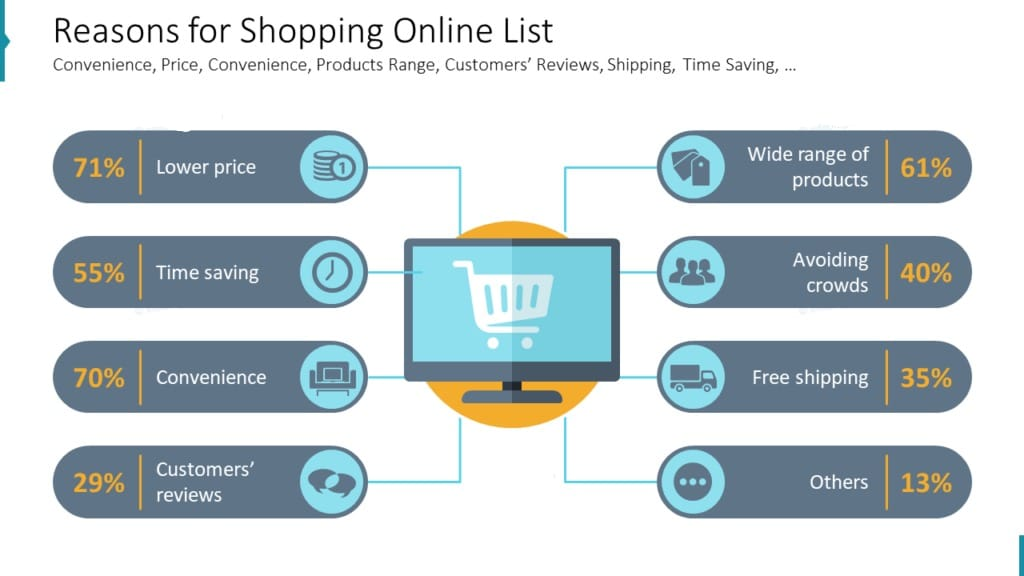 Reasons for Shopping Online List
Convenience, Price, Convenience, Products Range, Customers’ Reviews, Shipping, Time Saving, ...
71%
Lower price
1
55%
Time saving
70%
Convenience
29%
Customers’
reviews
Wide range of
products
61%
Avoiding
crowds
40%
Free shipping
35%
Others
13%